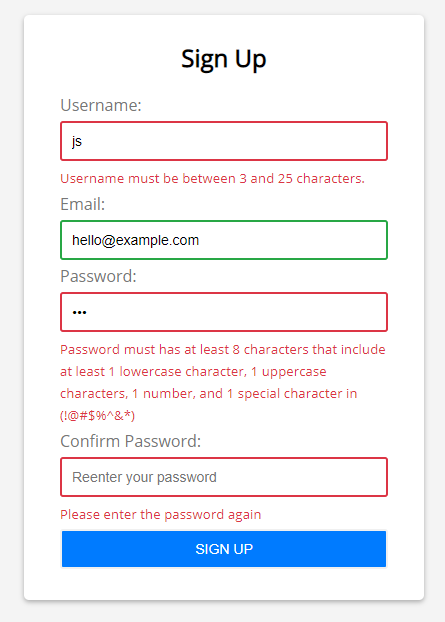 Sign Up
Username:
js
Username must be between 3 and 25 characters.
Email:
hello@example.com
Password:
•••
Password must has at least 8 characters that include
at least 1 lowercase character, 1 uppercase
characters, 1 number, and 1 special character in
(!@#$%^&*)
Confirm Password:
Reenter your password
Please enter the password again
SIGN UP